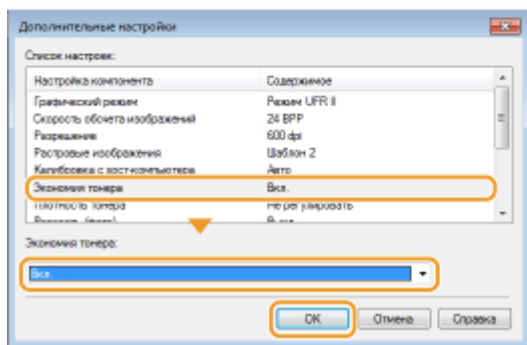 Дополнительные настройки
Список настроек:
Настройка компонента Содержимое
Графический режим Режим UFR II
Скорость обсчета изображений 24 BPP
Разрешение 600 dpi
Растровые изображения Шаблон 2
Калибровка с хост-компьютера Авто
Экономия тонера Вкл.
Плотность тонера Не регулировать
Экономия тонера:
Вкл.
OK Отмена Справка